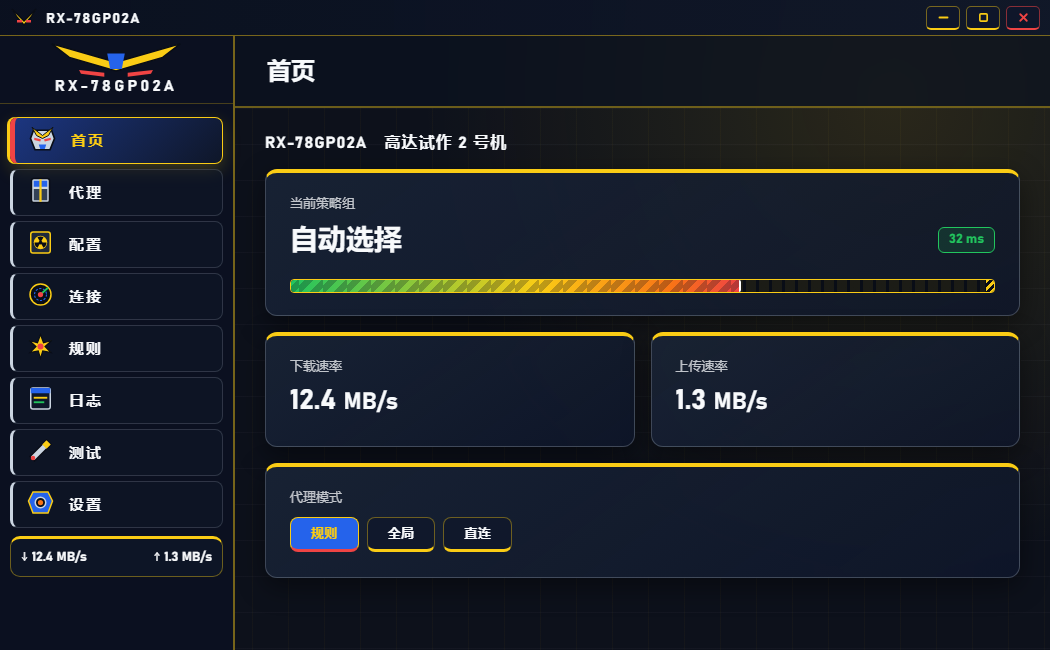 RX-78GP02A
RX-78GP02A
首页
首页
代理
配置
连接
规则
日志
测试
设置
↓ 12.4 MB/s ↑ 1.3 MB/s
RX-78GP02A 高达试作 2 号机
当前策略组
自动选择
32 ms
下载速率
12.4 MB/s
上传速率
1.3 MB/s
代理模式
规则 全局 直连